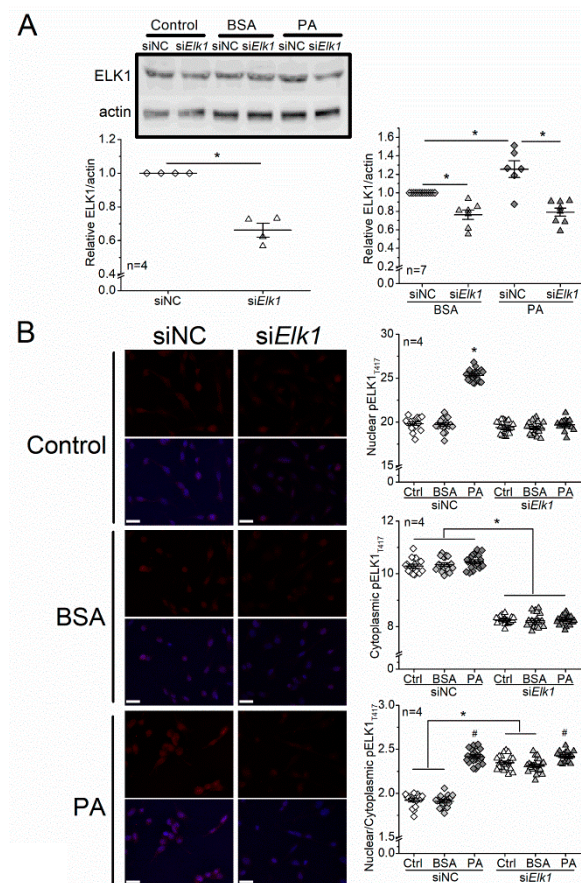 A
Control BSA PA
siNC siElk1 siNC siElk1 siNC siElk1
ELK1
actin
Relative ELK1/actin
1.2
1.0
0.8
0.6
0.4
0.0
n=4
siNC siElk1
*
Relative ELK1/actin
1.6
1.4
1.2
1.0
0.8
0.6
0.4
0.2
0.0
n=7
* * *
siNC siElk1 siNC siElk1
BSA PA
B
siNC siElk1
Control
BSA
PA
Nuclear pELK1T417
30
25
20
15
0
n=4
*
Ctrl BSA PA Ctrl BSA PA
siNC siElk1
Cytoplasmic pELK1T417
12
10
8
0
n=4
*
Ctrl BSA PA Ctrl BSA PA
siNC siElk1
Nuclear/Cytoplasmic pELK1T417
3.0
2.5
2.0
1.5
0.0
n=4
*
# #
Ctrl BSA PA Ctrl BSA PA
siNC siElk1